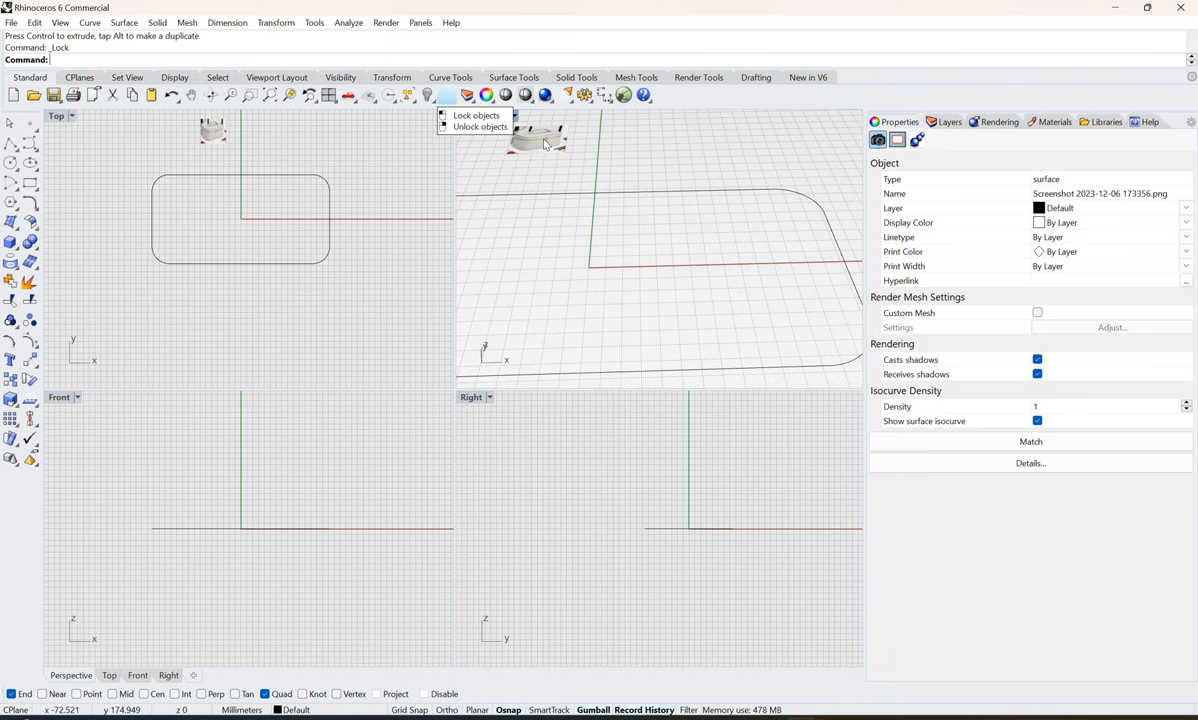 Rhinoceros 6 Commercial
File Edit View Curve Surface Solid Mesh Dimension Transform Tools Analyze Render Panels Help
Press Control to extrude, tap Alt to make a duplicate
Command: _Lock
Command:
Standard CPlanes Set View Display Select Viewport Layout Visibility Transform Curve Tools Surface Tools Solid Tools Mesh Tools Render Tools Drafting New in V6
Lock objects
Unlock objects
Top
y
x
z
x
Front
z
x
Right
z
y
Properties Layers Rendering Materials Libraries Help
Object
Type surface
Name Screenshot 2023-12-06 173356.png
Layer Default
Display Color By Layer
Linetype By Layer
Print Color By Layer
Print Width By Layer
Hyperlink ...
Render Mesh Settings
Custom Mesh
Settings Adjust...
Rendering
Casts shadows
Receives shadows
Isocurve Density
Density 1
Show surface isocurve
Match
Details...
Perspective Top Front Right
End Near Point Mid Cen Int Perp Tan Quad Knot Vertex Project Disable
CPlane x -72.521 y 174.949 z 0 Millimeters Default Grid Snap Ortho Planar Osnap SmartTrack Gumball Record History Filter Memory use: 478 MB